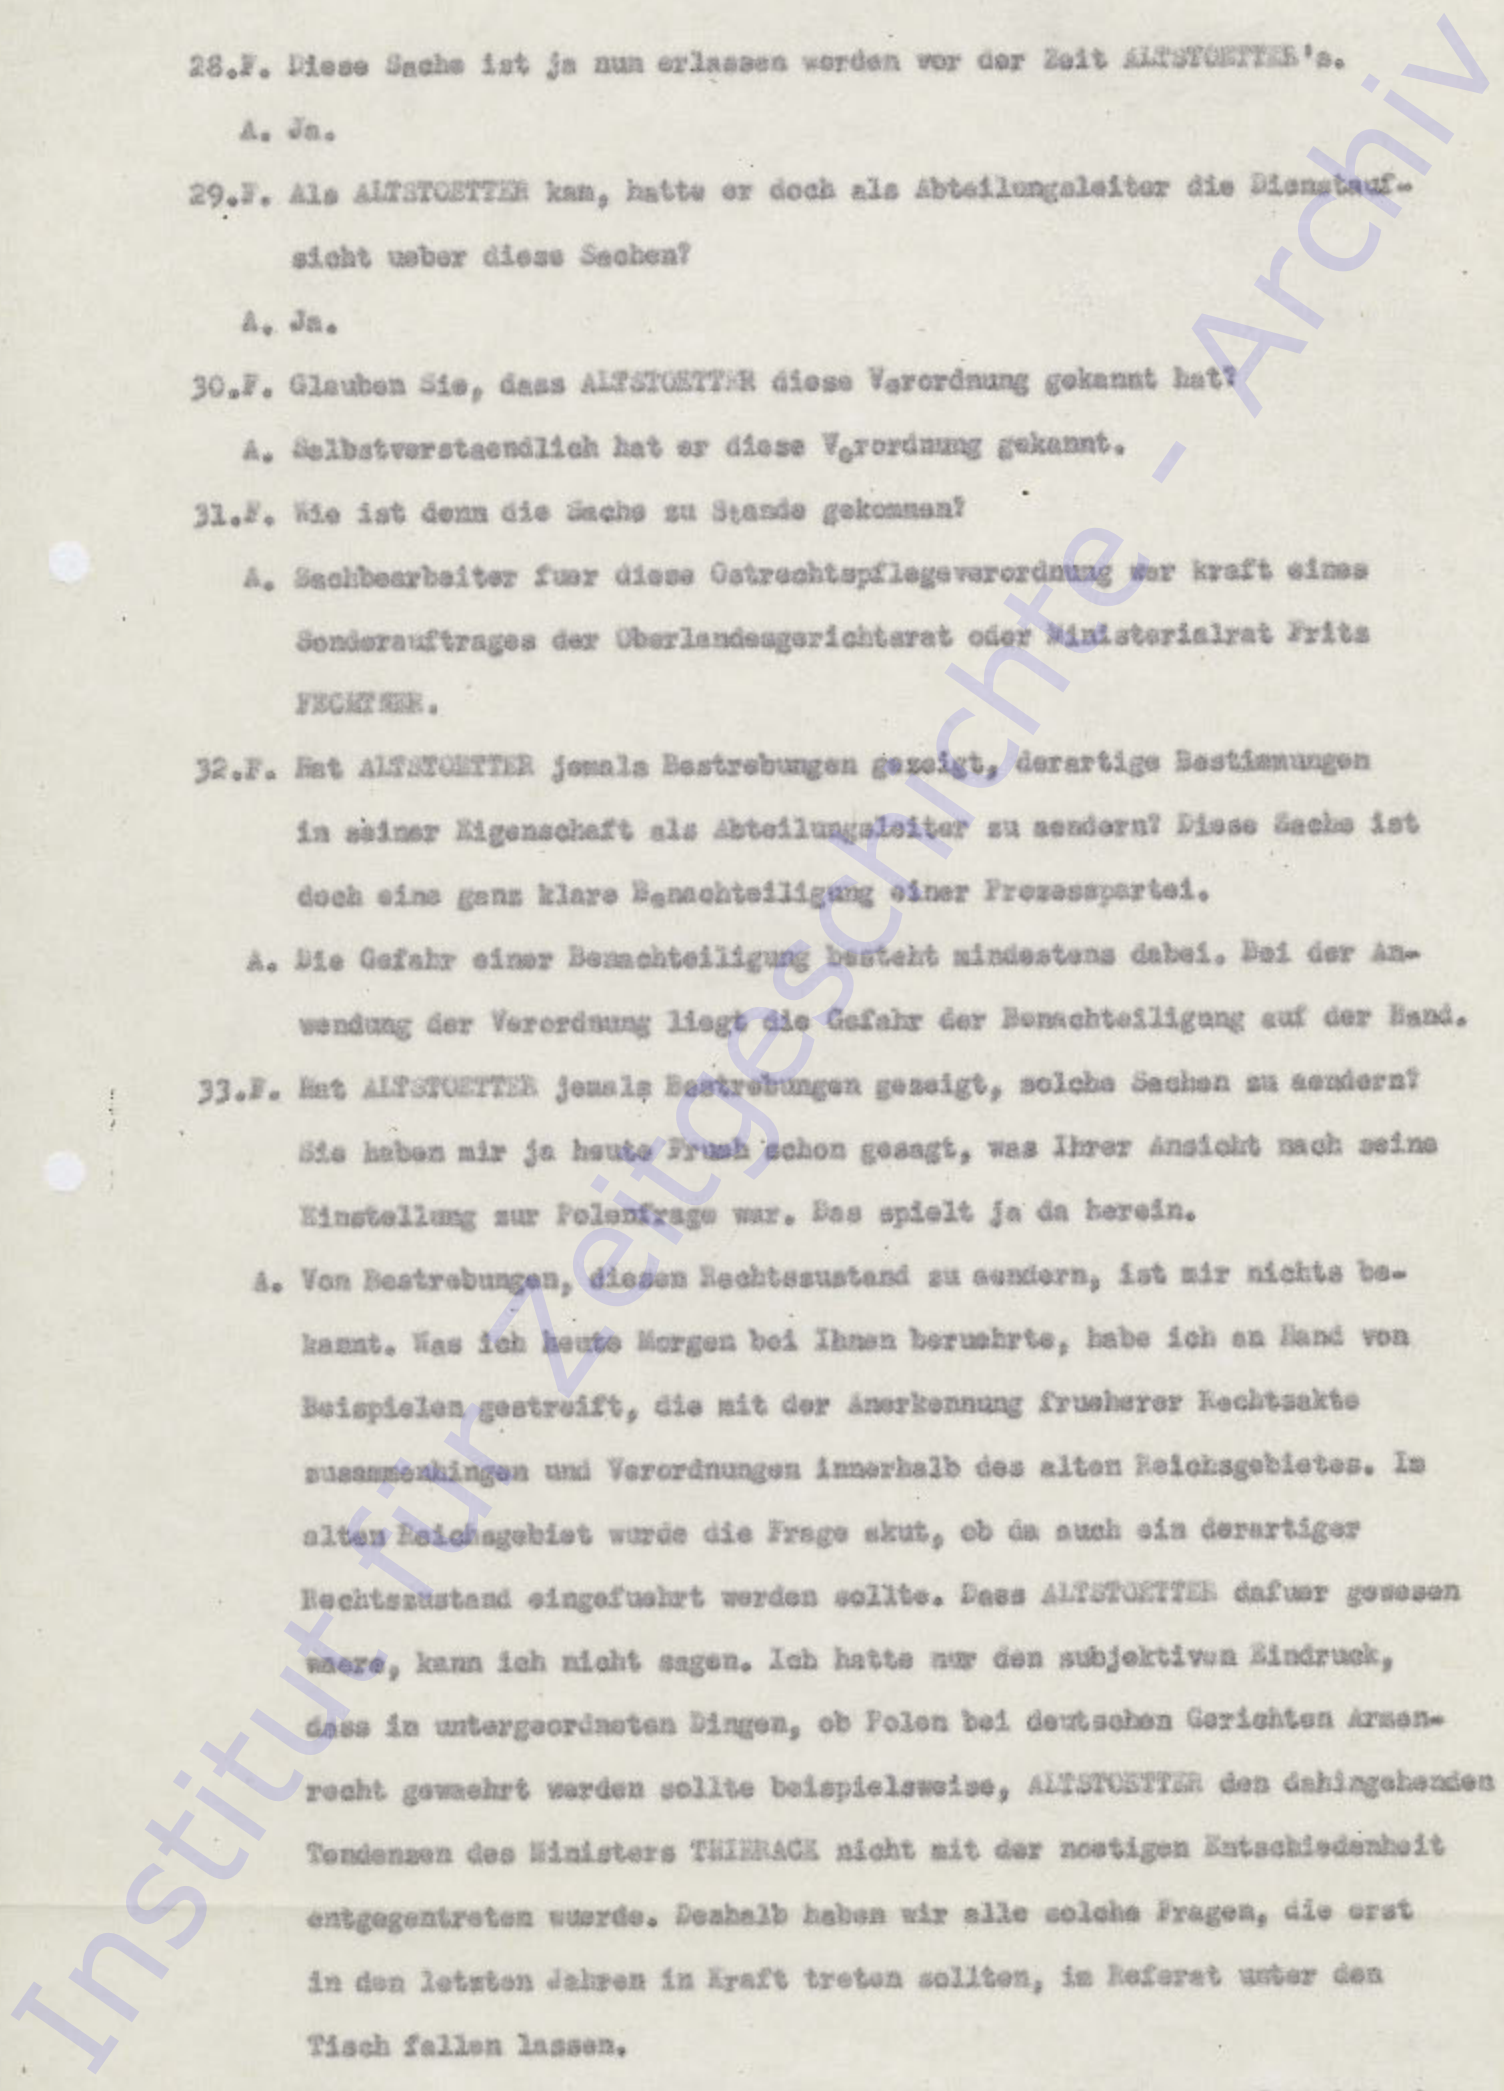 28.F. Diese Sache ist ja nun erlassen worden vor der Zeit ALTSTOETTER's.
A. Ja.
29.F. Als ALTSTOETTER kam, hatte er doch als Abteilungsleiter die Dienstauf-
sicht ueber diese Sachen?
A. Ja.
30.F. Glauben Sie, dass ALTSTOETTER diese Verordnung gekannt hat?
A. Selbstverstaendlich hat er diese Verordnung gekannt.
31.F. Wie ist denn die Sache zu Stande gekommen?
A. Sachbearbeiter fuer diese Ostrechtspflegeverordnung war kraft eines
Sonderauftrages der Oberlandesgerichtsrat oder Ministerialrat Fritz
32.F. Hat ALTSTOETTER jemals Bestrebungen gezeigt, derartige Bestimmungen
in seiner Eigenschaft als Abteilungsleiter zu aendern? Diese Sache ist
doch eine ganz klare Benachteiligung einer Prozesspartei.
A. Die Gefahr einer Benachteiligung besteht mindestens dabei. Bei der An-
wendung der Verordnung liegt die Gefahr der Benachteiligung auf der Hand.
33.F. Hat ALTSTOETTER jemals Bestrebungen gezeigt, solche Sachen zu aendern?
Sie haben mir ja heute Frueh schon gesagt, was Ihrer Ansicht nach seine
Einstellung zur Polenfrage war. Das spielt ja da herein.
A. Von Bestrebungen, diesen Rechtszustand zu aendern, ist mir nichts be-
kannt. Was ich heute Morgen bei Ihnen beruehrte, habe ich an Hand von
Beispielen gestreift, die mit der Anerkennung frueherer Rechtsakte
zusammenhingen und Verordnungen innerhalb des alten Reichsgebietes. Im
alten Reichsgebiet wurde die Frage akut, ob da auch ein derartiger
Rechtszustand eingefuehrt werden sollte. Dass ALTSTOETTER dafuer gewesen
waere, kann ich nicht sagen. Ich hatte nur den subjektiven Eindruck,
dass in untergeordneten Dingen, ob Polen bei deutschen Gerichten Armen-
recht gewaehrt werden sollte beispielsweise, ALTSTOETTER den dahingehenden
Tendenzen des Ministers THIERACK nicht mit der noetigen Entschiedenheit
entgegentreten wuerde. Deshalb haben wir alle solche Fragen, die erst
in den letzten Jahren in Kraft treten sollten, im Referat unter den
Tisch fallen lassen.
Institut für Zeitgeschichte - Archiv